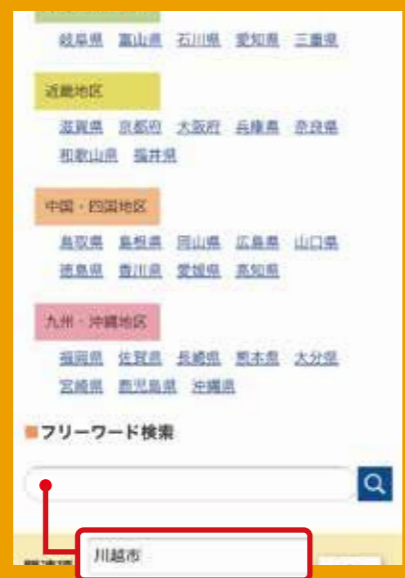 岐阜県 富山県 石川県 愛知県 三重県
近畿地区
滋賀県 京都府 大阪府 兵庫県 奈良県
和歌山県 福井県
中国・四国地区
鳥取県 島根県 岡山県 広島県 山口県
徳島県 香川県 愛媛県 高知県
九州・沖縄地区
福岡県 佐賀県 長崎県 熊本県 大分県
宮崎県 鹿児島県 沖縄県
フリーワード検索
川越市